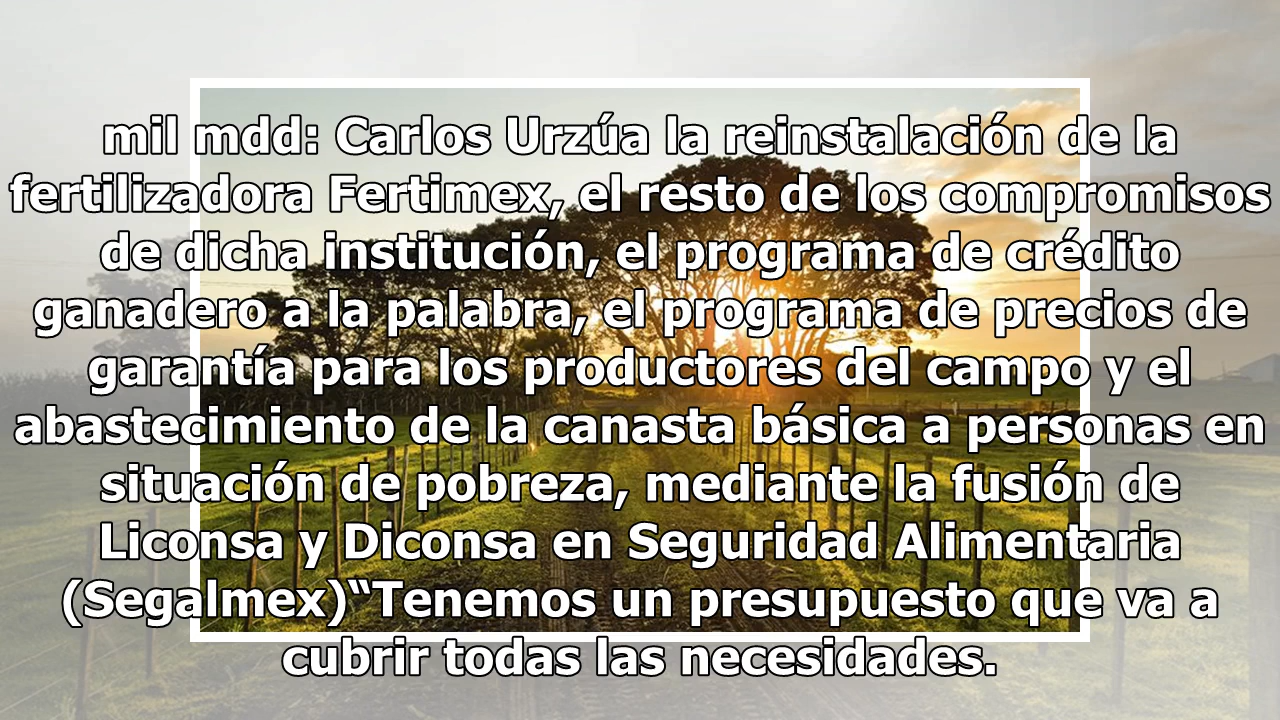 mil mdd: Carlos Urzúa la reinstalación de la
fertilizadora Fertimex, el resto de los compromisos
de dicha institución, el programa de crédito
ganadero a la palabra, el programa de precios de
garantía para los productores del campo y el
abastecimiento de la canasta básica a personas en
situación de pobreza, mediante la fusión de
Liconsa y Diconsa en Seguridad Alimentaria
(Segalmex)“Tenemos un presupuesto que va a
cubrir todas las necesidades.